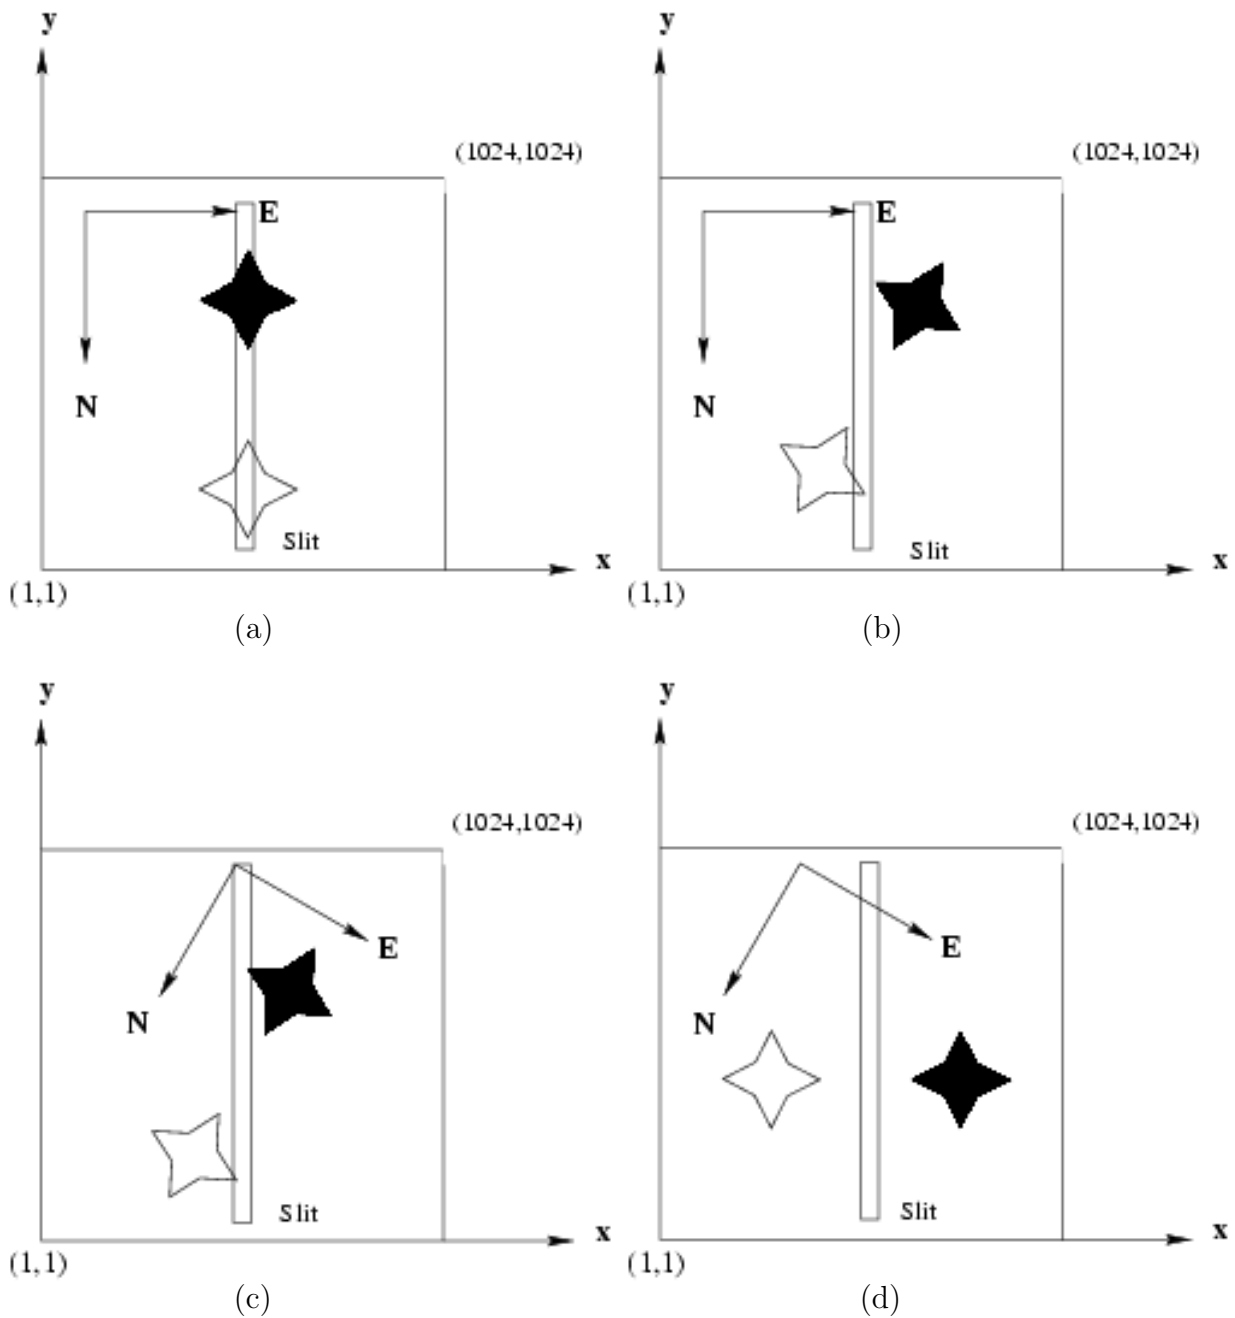 y
(1024,1024)
E
N
Slit
x
(1,1)
(a)
y
(1024,1024)
E
N
Slit
x
(1,1)
(b)
y
(1024,1024)
E
N
Slit
x
(1,1)
(c)
y
(1024,1024)
E
N
Slit
x
(1,1)
(d)